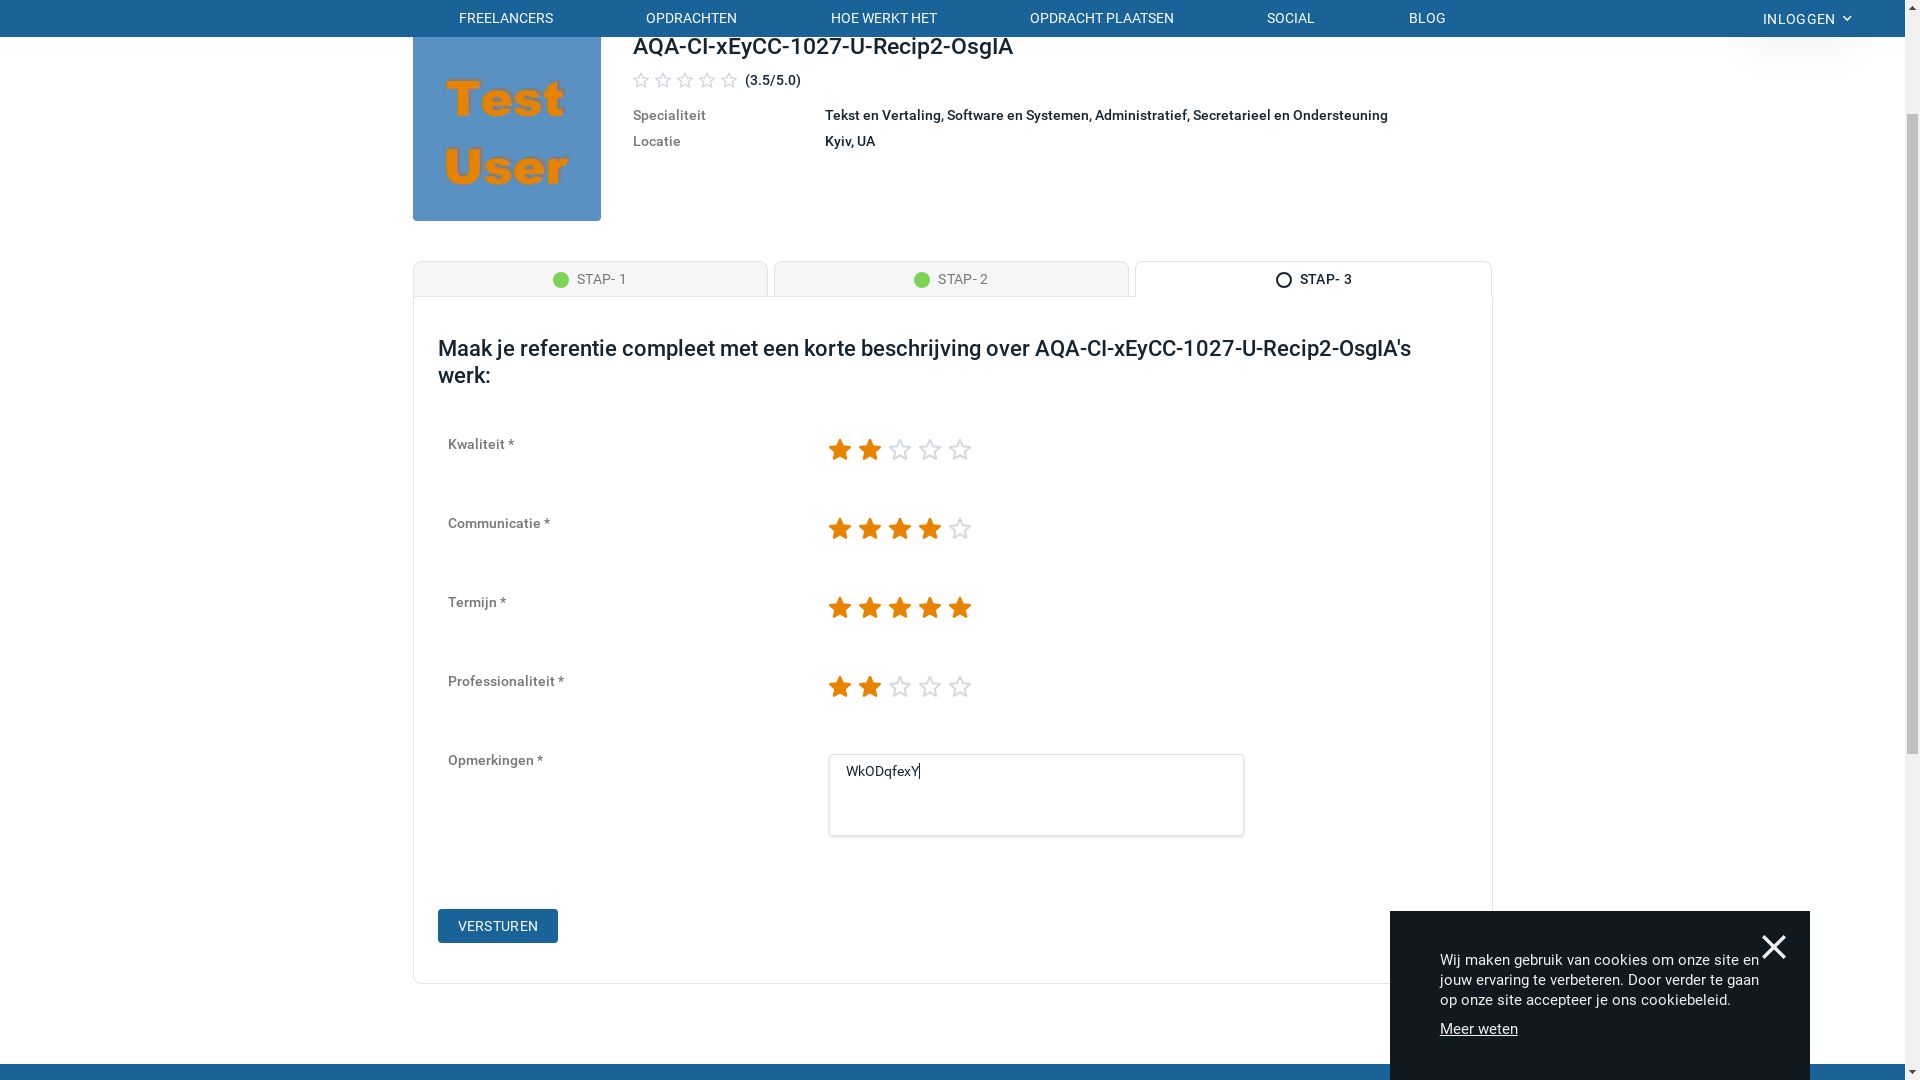 FREELANCERS OPDRACHTEN HOE WERKT HET OPDRACHT PLAATSEN SOCIAL BLOG INLOGGEN
AQA-CI-xEyCC-1027-U-Recip2-OsgIA
Test
User
(3.5/5.0)
Specialiteit Tekst en Vertaling, Software en Systemen, Administratief, Secretarieel en Ondersteuning
Locatie Kyiv, UA
STAP- 1 STAP- 2 STAP- 3
Maak je referentie compleet met een korte beschrijving over AQA-CI-xEyCC-1027-U-Recip2-OsgIA's
werk:
Kwaliteit *
Communicatie *
Termijn *
Professionaliteit *
Opmerkingen *
WkODqfexY
VERSTUREN
Wij maken gebruik van cookies om onze site en
jouw ervaring te verbeteren. Door verder te gaan
op onze site accepteer je ons cookiebeleid.
Meer weten